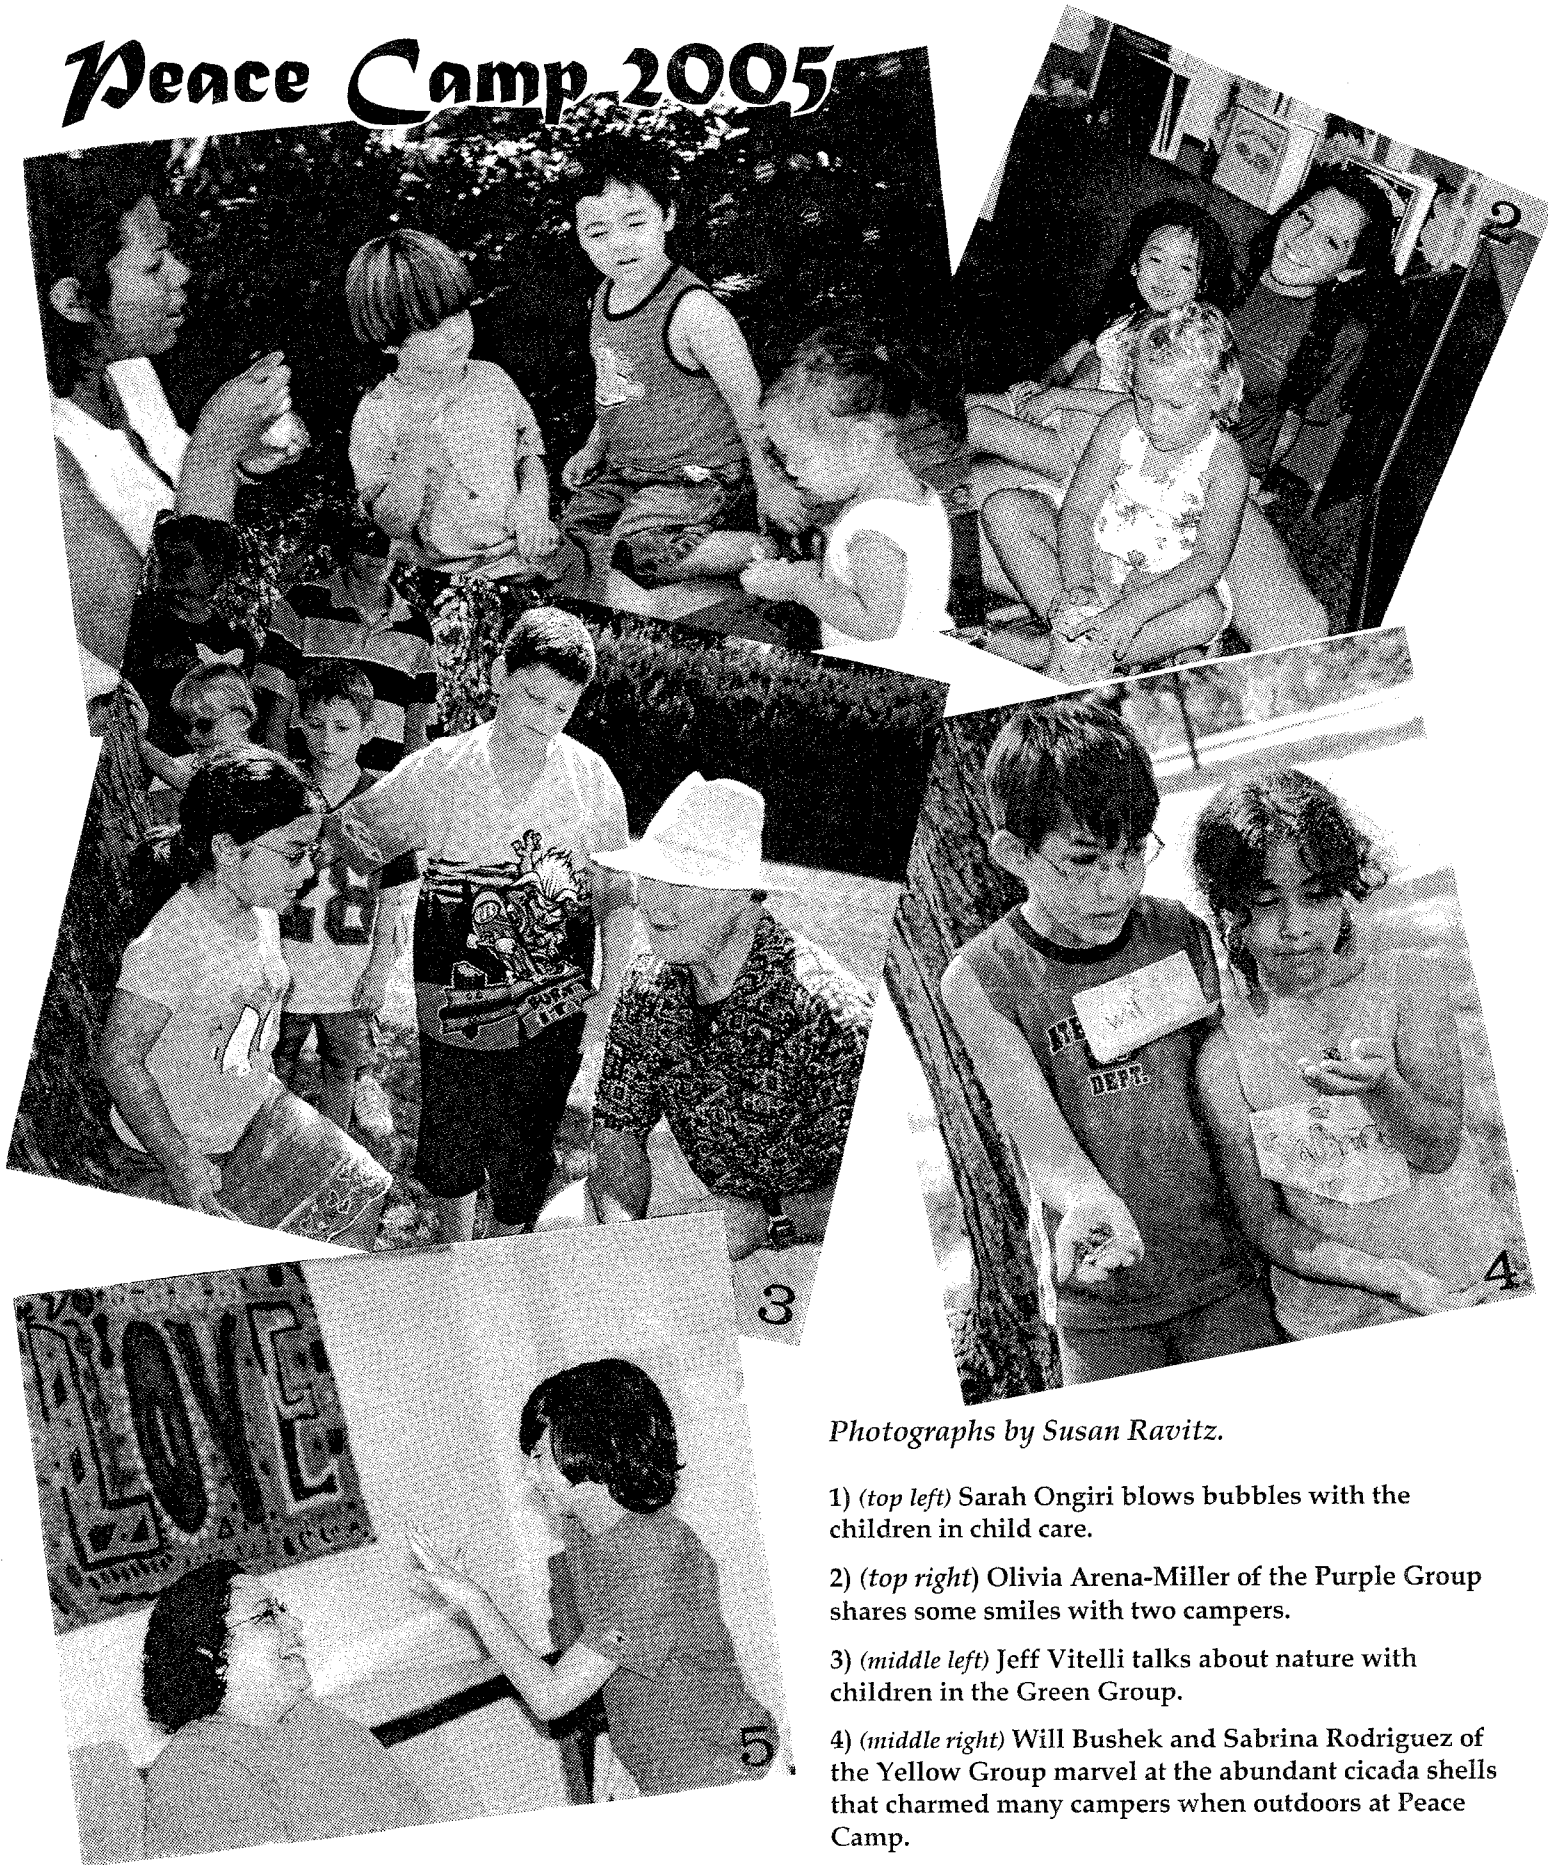 Peace Camp 2005
2
18
BURNS
Will
DEPT.
4
3
LOVE
5
Photographs by Susan Ravitz.
1) (top left) Sarah Ongiri blows bubbles with the
children in child care.
2) (top right) Olivia Arena-Miller of the Purple Group
shares some smiles with two campers.
3) (middle left) Jeff Vitelli talks about nature with
children in the Green Group.
4) (middle right) Will Bushek and Sabrina Rodriguez of
the Yellow Group marvel at the abundant cicada shells
that charmed many campers when outdoors at Peace
Camp.